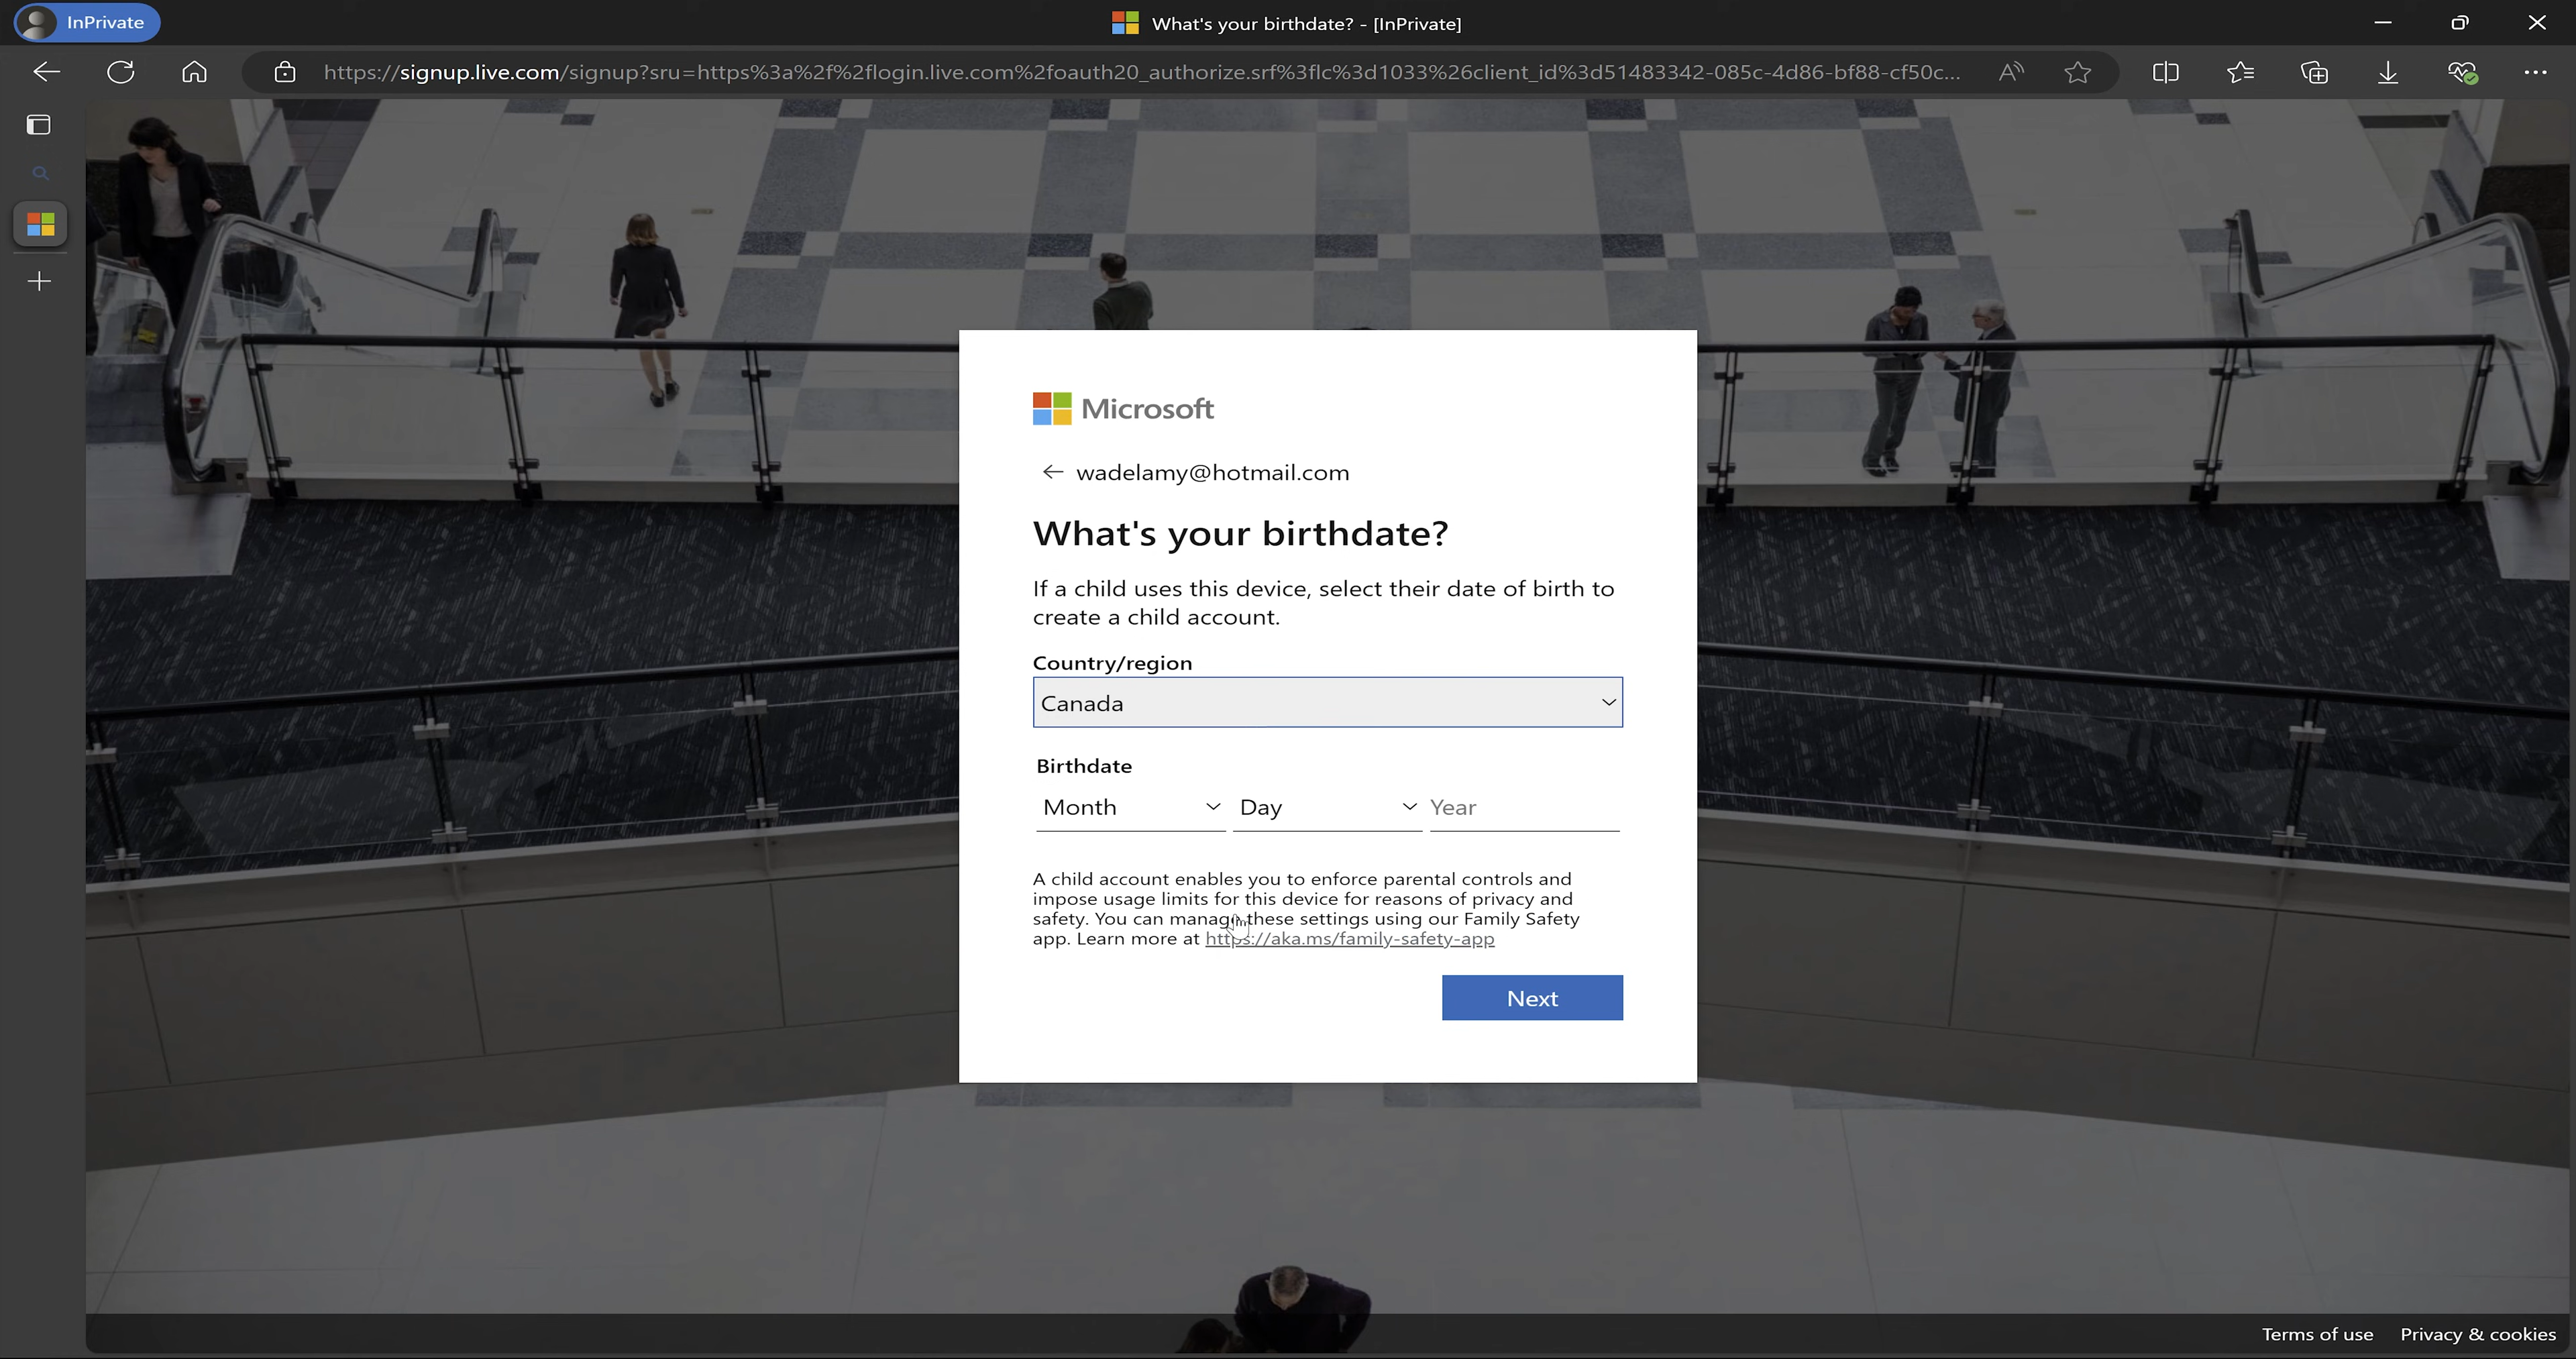 InPrivate
What's your birthdate? - [InPrivate]
https://signup.live.com/signup?sru=https%3a%2f%2flogin.live.com%2foauth20_authorize.srf%3flc%3d1033%26client_id%3d51483342-085c-4d86-bf88-cf50c...
Microsoft
wadelamy@hotmail.com
What's your birthdate?
If a child uses this device, select their date of birth to
create a child account.
Country/region
Canada
Birthdate
Month Day Year
A child account enables you to enforce parental controls and
impose usage limits for this device for reasons of privacy and
safety. You can manage these settings using our Family Safety
app. Learn more at https://aka.ms/family-safety-app
Next
Terms of use Privacy & cookies